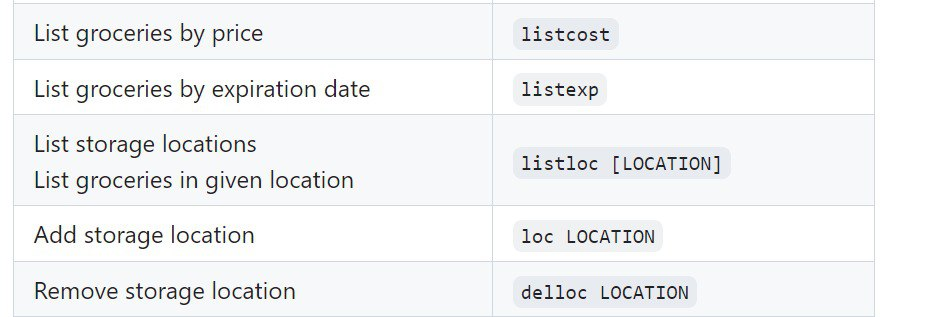 List groceries by price
listcost
List groceries by expiration date
listexp
List storage locations
List groceries in given location
listloc [LOCATION]
Add storage location
loc LOCATION
Remove storage location
delloc LOCATION